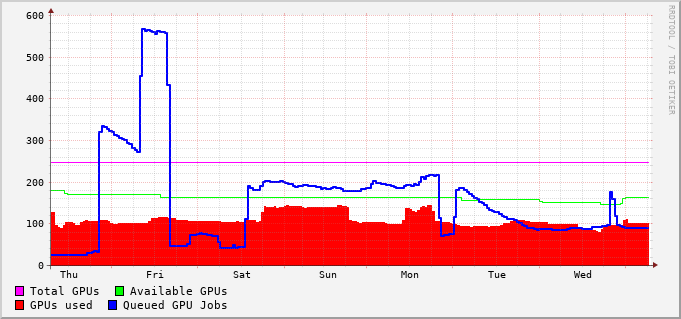 600
500
400
300
200
100
0
Thu Fri Sat Sun Mon Tue Wed
Total GPUs Available GPUs
GPUs used Queued GPU Jobs
RRDTOOL / TOBI OETIKER